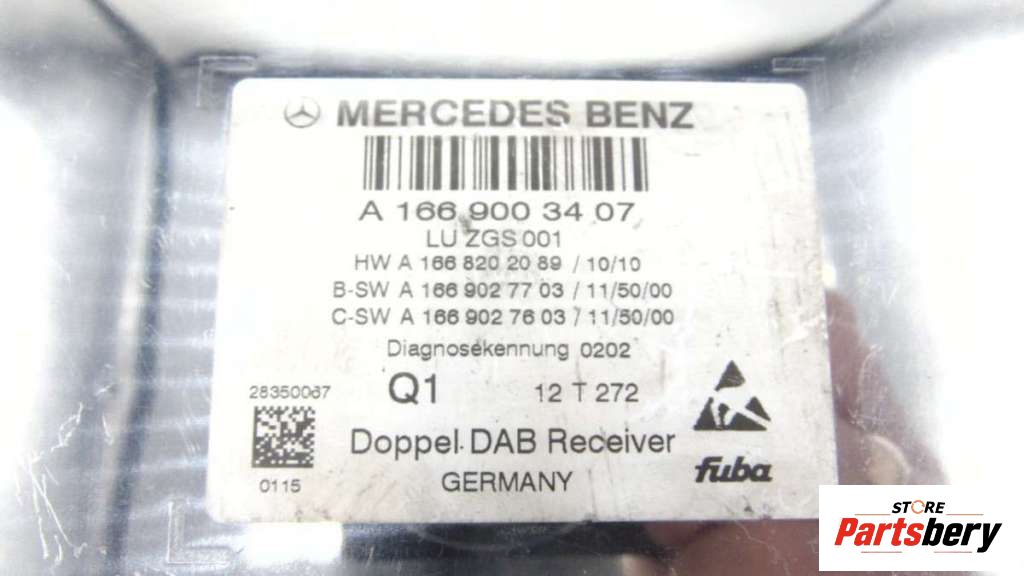 MERCEDES BENZ
A 166 900 34 07
LU ZGS 001
HW A 166 820 20 89 / 10/10
B-SW A 166 902 77 03 / 11/50/00
C-SW A 166 902 76 03 / 11/50/00
Diagnosekennung 0202
28350067 Q1 12 T 272
Doppel DAB Receiver
0115 GERMANY fuba
STORE
Partsbery